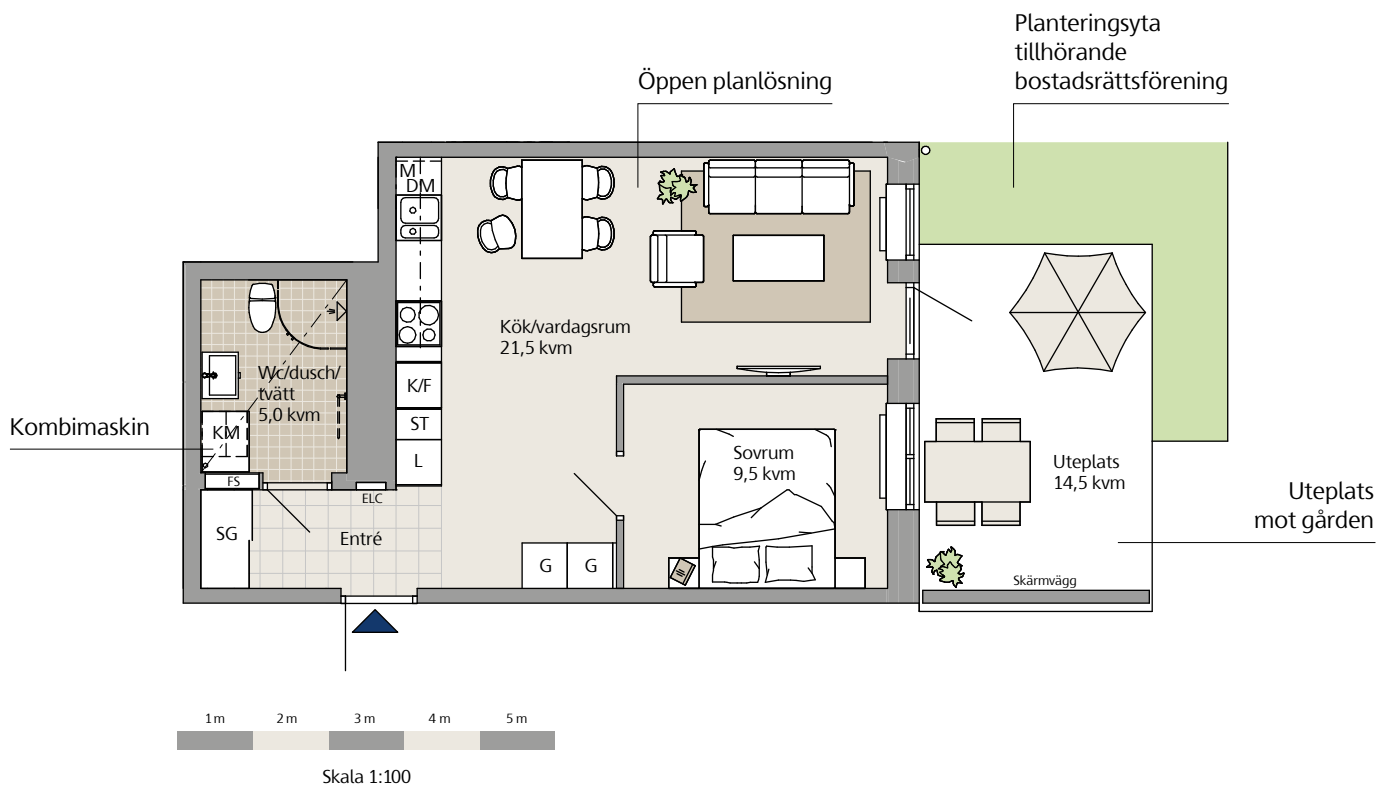 Planteringsyta
tillhörande
bostadsrättsförening
Öppen planlösning
M
DM
Kök/vardagsrum
21,5 kvm
Wc/dusch/
tvätt
5,0 kvm
K/F
ST
L
Kombimaskin
KM
FS
ELC
SG
Entré
G
G
Sovrum
9,5 kvm
Uteplats
14,5 kvm
Uteplats
mot gården
Skärmvägg
1 m 2 m 3 m 4 m 5 m
Skala 1:100